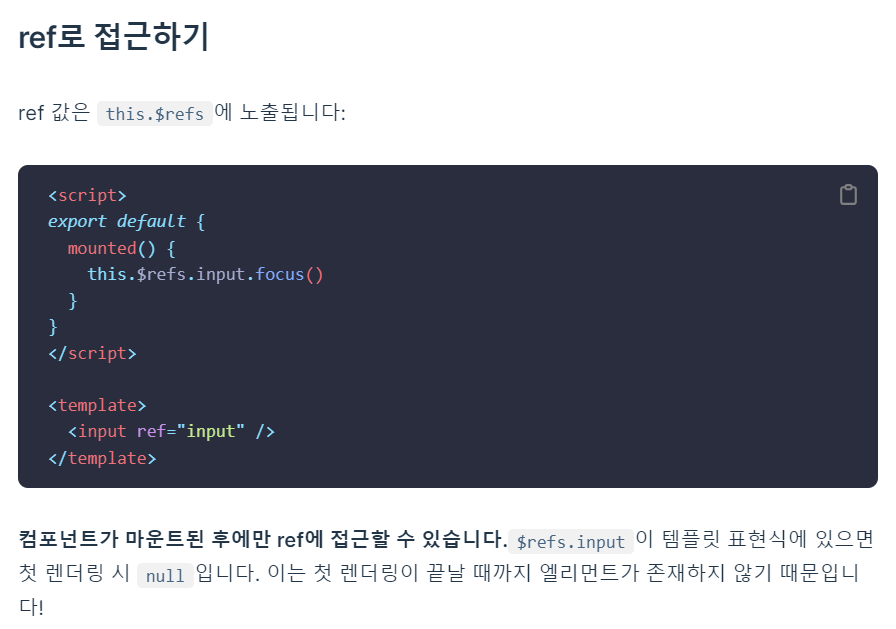 ref로 접근하기
ref 값은 this.$refs 에 노출됩니다:
<script>
export default {
  mounted() {
    this.$refs.input.focus()
  }
}
</script>
<template>
  <input ref="input" />
</template>
컴포넌트가 마운트된 후에만 ref에 접근할 수 있습니다. $refs.input 이 템플릿 표현식에 있으면
첫 렌더링 시 null 입니다. 이는 첫 렌더링이 끝날 때까지 엘리먼트가 존재하지 않기 때문입니
다!